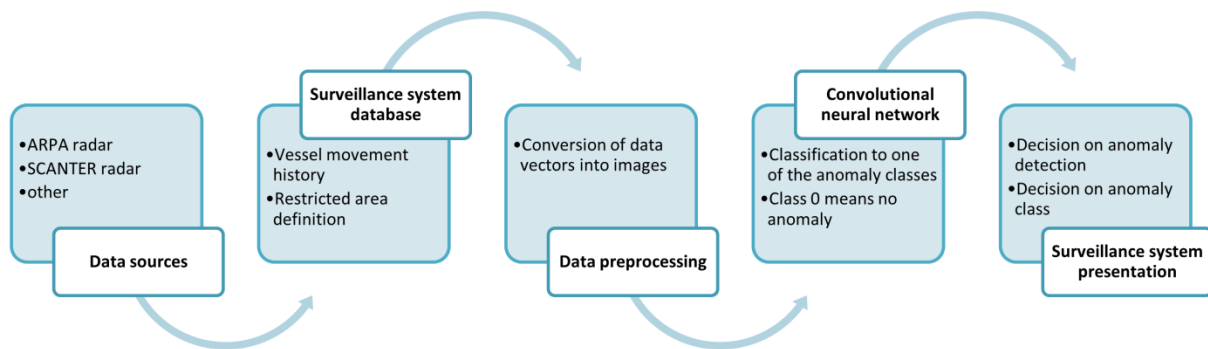 •ARPA radar
•SCANTER radar
•other
Data sources
Surveillance system
database
•Vessel movement
history
•Restricted area
definition
•Conversion of data
vectors into images
Data preprocessing
Convolutional
neural network
•Classification to one
of the anomaly classes
•Class 0 means no
anomaly
•Decision on anomaly
detection
•Decision on anomaly
class
Surveillance system
presentation